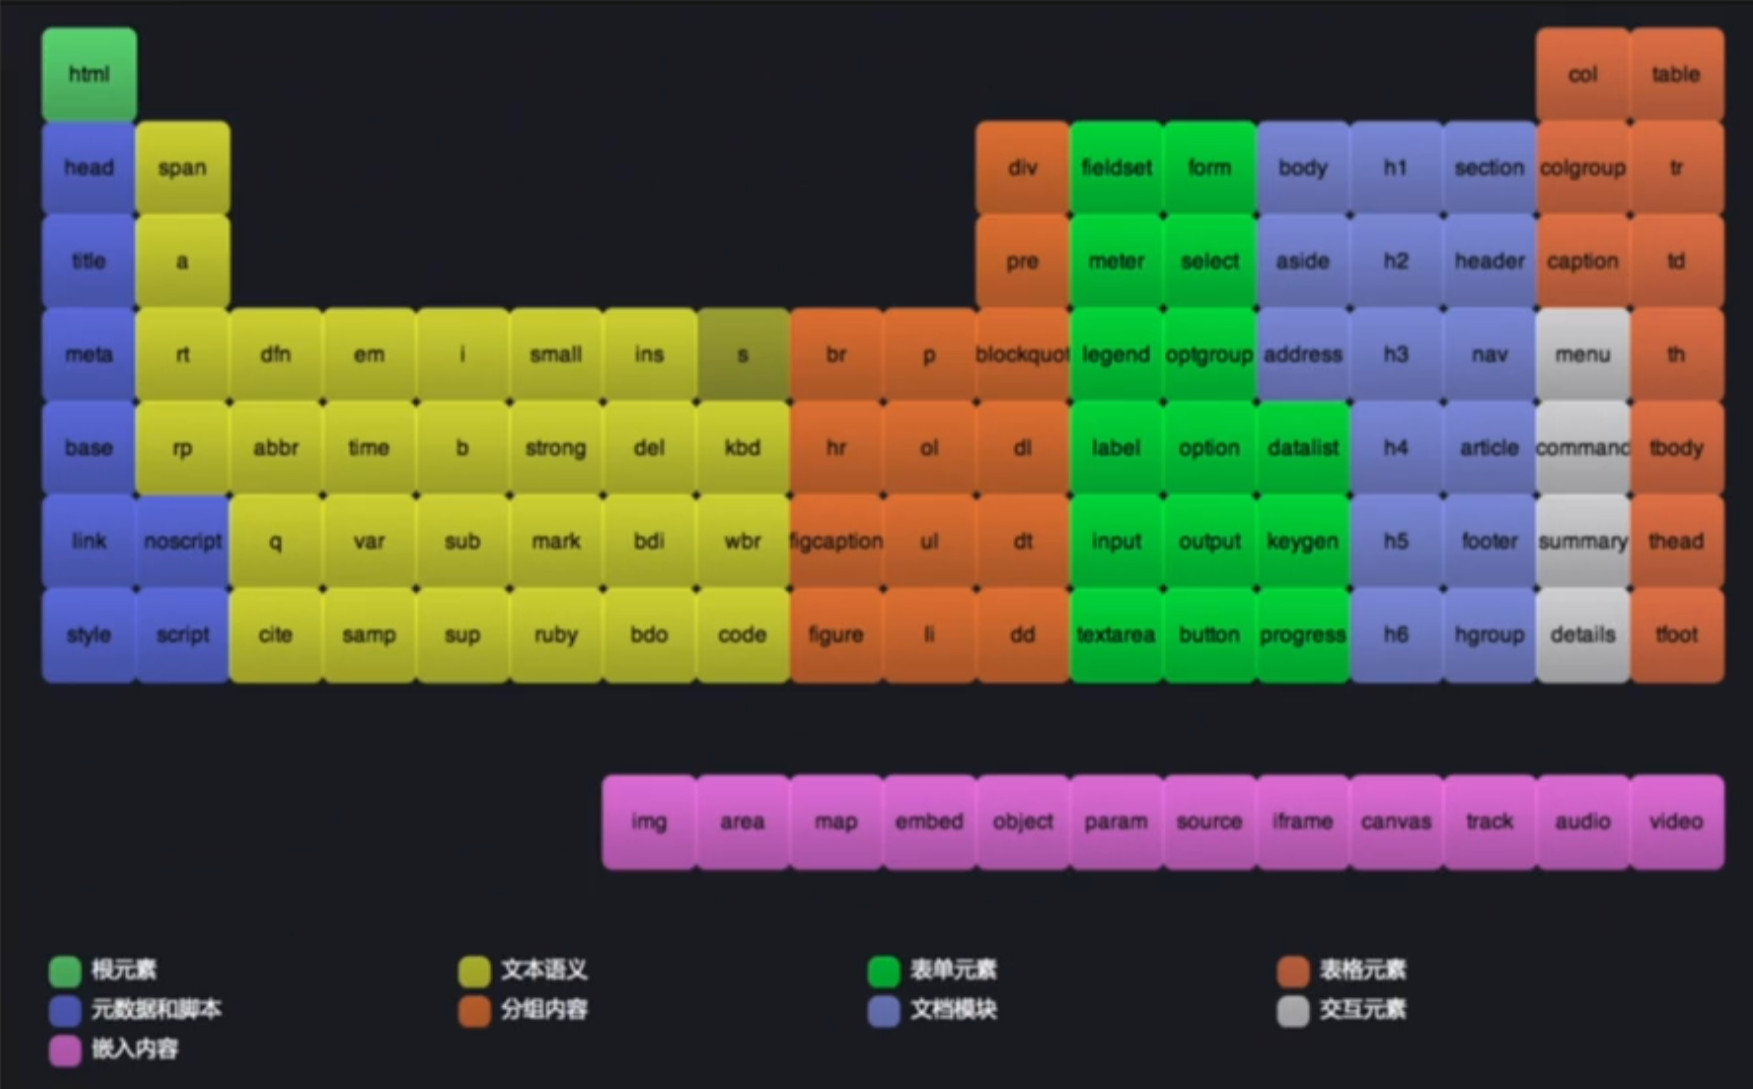 html col table
head span div fieldset form body h1 section colgroup tr
title a pre meter select aside h2 header caption td
meta rt dfn em i small ins s br p blockquot legend optgroup address h3 nav menu th
base rp abbr time b strong del kbd hr ol dl label option datalist h4 article command tbody
link noscript q var sub mark bdi wbr figcaption ul dt input output keygen h5 footer summary thead
style script cite samp sup ruby bdo code figure li dd textarea button progress h6 hgroup details tfoot
img area map embed object param source iframe canvas track audio video
根元素 文本语义 表单元素 表格元素
元数据和脚本 分组内容 文档模块 交互元素
嵌入内容